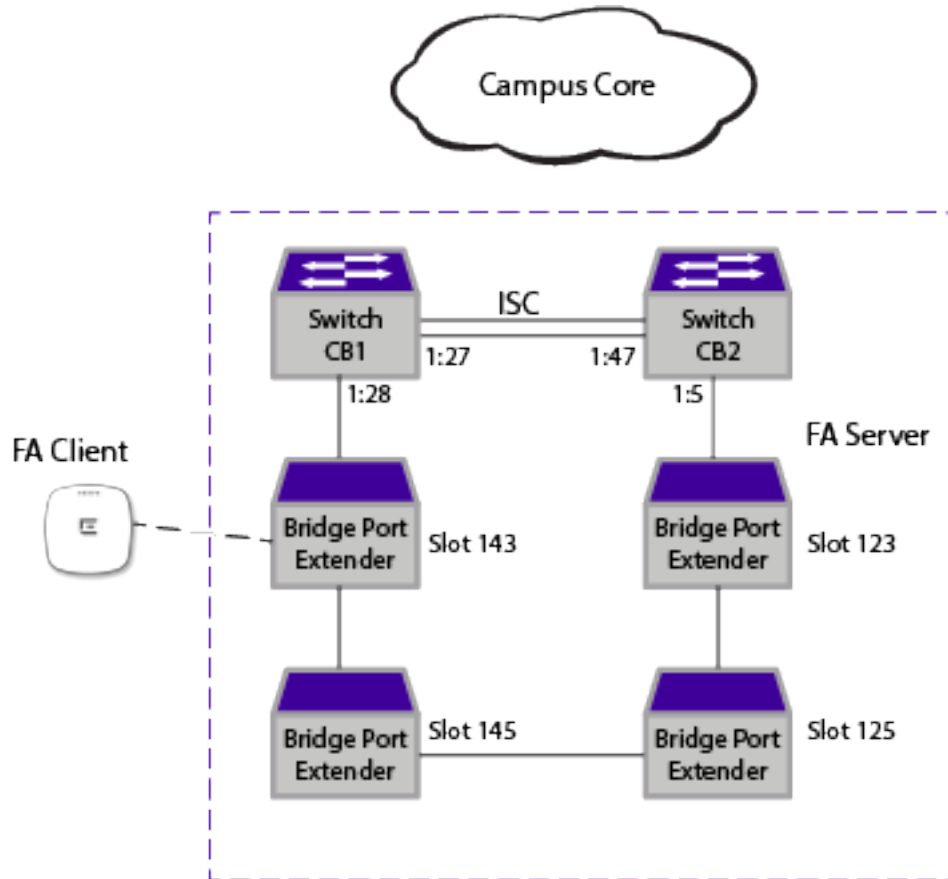 Campus Core
ISC
Switch
CB1
Switch
CB2
1:27
1:47
1:28
1:5
FA Client
FA Server
Bridge Port
Extender
Slot 143
Bridge Port
Extender
Slot 123
Bridge Port
Extender
Slot 145
Bridge Port
Extender
Slot 125